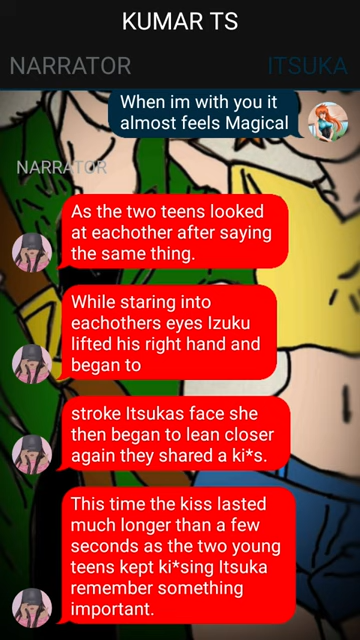 KUMAR TS
NARRATOR
ITSUKA
When im with you it
almost feels Magical
NARRATOR
As the two teens looked
at eachother after saying
the same thing.
While staring into
eachothers eyes Izuku
lifted his right hand and
began to
stroke Itsukas face she
then began to lean closer
again they shared a ki*s.
This time the kiss lasted
much longer than a few
seconds as the two young
teens kept ki*sing Itsuka
remember something
important.